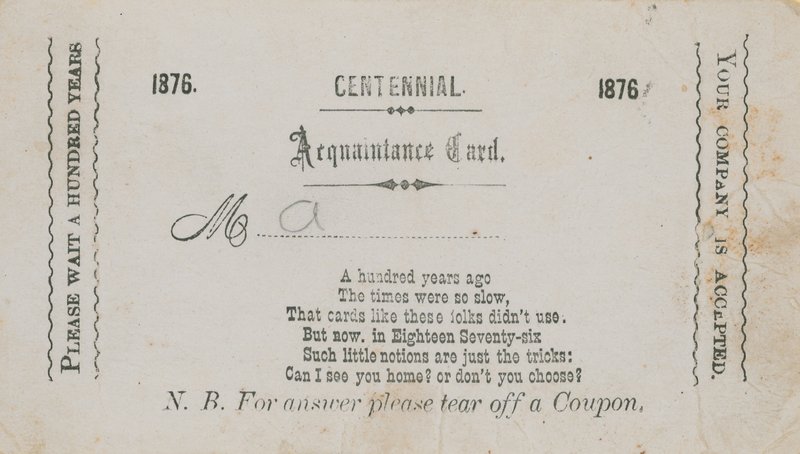 PLEASE WAIT A HUNDRED YEARS
1876. CENTENNIAL. 1876
Acquaintance Card.
M a
A hundred years ago
The times were so slow,
That cards like these folks didn't use.
But now. in Eighteen Seventy-six
Such little notions are just the tricks:
Can I see you home? or don't you choose?
N. B. For answer please tear off a Coupon.
YOUR COMPANY IS ACCEPTED.